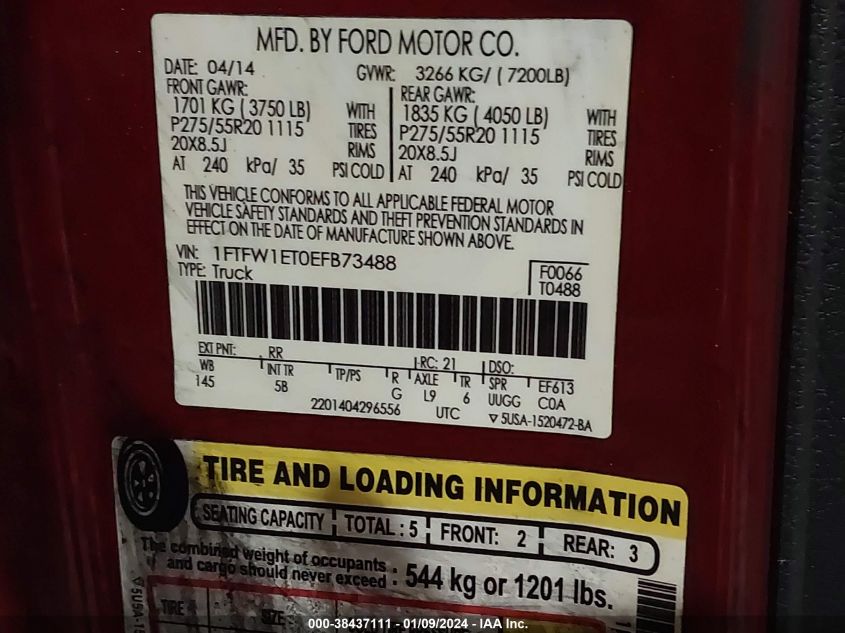 MFD. BY FORD MOTOR CO.
DATE: 04/14 GVWR: 3266 KG/ ( 7200LB)
FRONT GAWR: REAR GAWR:
1701 KG ( 3750 LB) WITH 1835 KG ( 4050 LB) WITH
P275/55R20 1115 TIRES P275/55R20 1115 TIRES
20X8.5J RIMS 20X8.5J RIMS
AT 240 kPa/ 35 PSI COLD AT 240 kPa/ 35 PSI COLD
THIS VEHICLE CONFORMS TO ALL APPLICABLE FEDERAL MOTOR
VEHICLE SAFETY STANDARDS AND THEFT PREVENTION STANDARDS IN
EFFECT ON THE DATE OF MANUFACTURE SHOWN ABOVE.
VIN: 1FTFW1ET0EFB73488 F0066
TYPE: Truck T0488
EXT PNT: RR RC: 21 DSO:
WB INT TR TP/PS R AXLE TR SPR EF613
145 5B G L9 6 UUGG C0A
2201404296556 UTC ▽ 5USA-1520472-BA
TIRE AND LOADING INFORMATION
SEATING CAPACITY TOTAL : 5 FRONT: 2 REAR: 3
The combined weight of occupants
and cargo should never exceed : 544 kg or 1201 lbs.
TIRE SIZE:
000-38437111 - 01/09/2024 - IAA Inc.